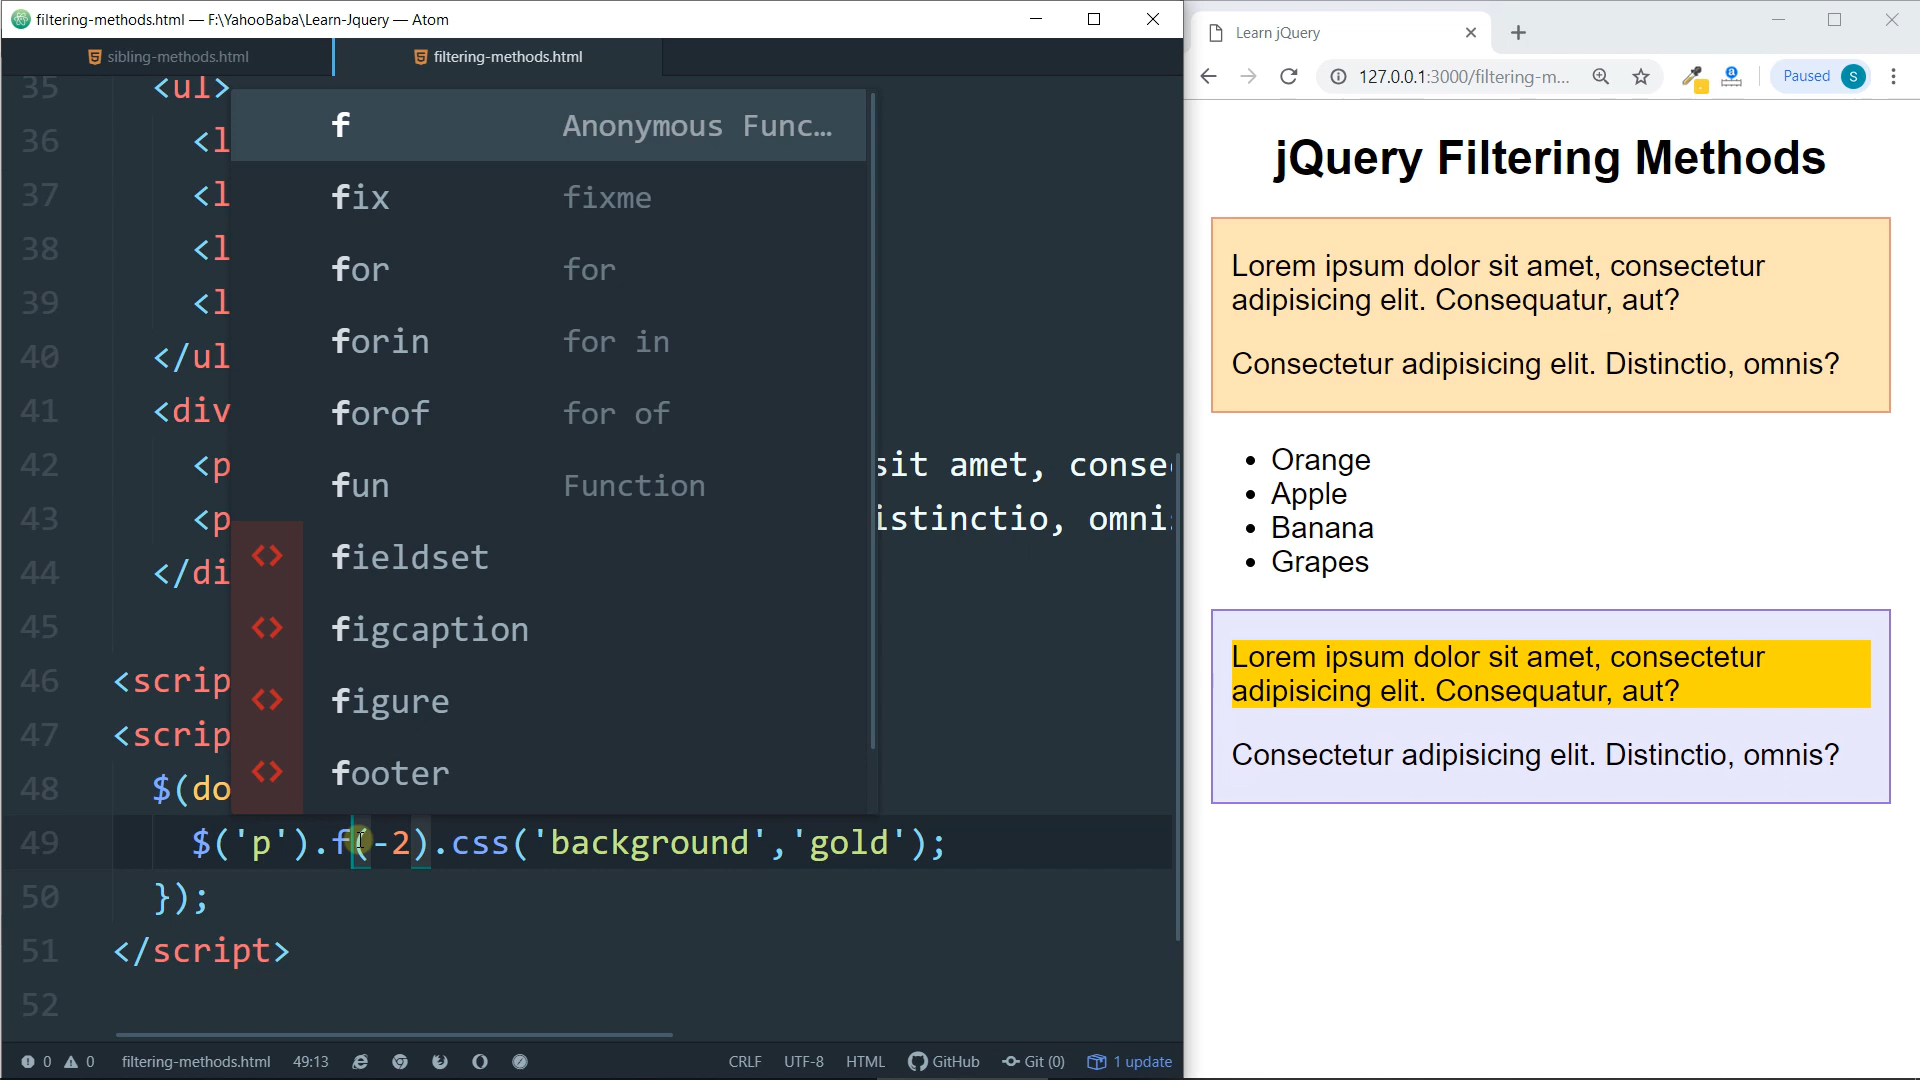 filtering-methods.html — F:\YahooBaba\Learn-Jquery — Atom
sibling-methods.html
filtering-methods.html
35 <ul>
36 <l
37 <l
38 <l
39 <l
40 </ul
41 <div
42 <p sit amet, conse
43 <p istinctio, omni
44 </di
45
46 <scrip
47 <scrip
48 $(do
49 $('p').f(-2).css('background','gold');
50 });
51 </script>
52
f Anonymous Func…
fix fixme
for for
forin for in
forof for of
fun Function
<> fieldset
<> figcaption
<> figure
<> footer
0 0 filtering-methods.html 49:13 CRLF UTF-8 HTML GitHub Git (0) 1 update
Learn jQuery
127.0.0.1:3000/filtering-m... a Paused S
jQuery Filtering Methods
Lorem ipsum dolor sit amet, consectetur
adipisicing elit. Consequatur, aut?
Consectetur adipisicing elit. Distinctio, omnis?
Orange
Apple
Banana
Grapes
Lorem ipsum dolor sit amet, consectetur
adipisicing elit. Consequatur, aut?
Consectetur adipisicing elit. Distinctio, omnis?